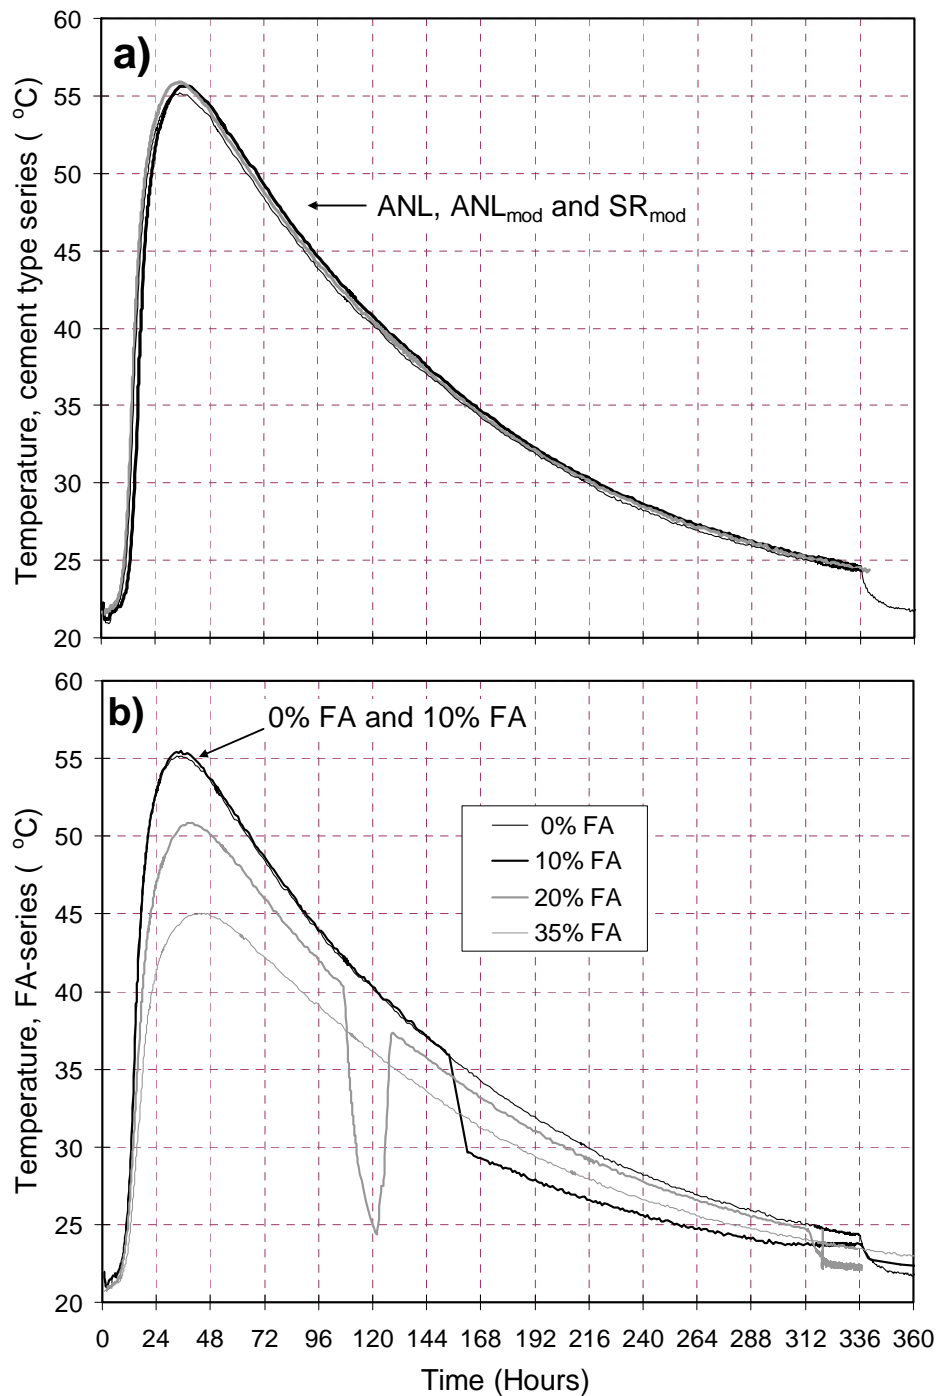 60
a)
55
50
ANL, ANLmod and SRmod
45
40
35
30
25
20
Temperature, cement type series ( oC)
60
b)
0% FA and 10% FA
55
50
0% FA
10% FA
20% FA
35% FA
45
40
35
30
25
20
Temperature, FA-series ( oC)
0 24 48 72 96 120 144 168 192 216 240 264 288 312 336 360
Time (Hours)